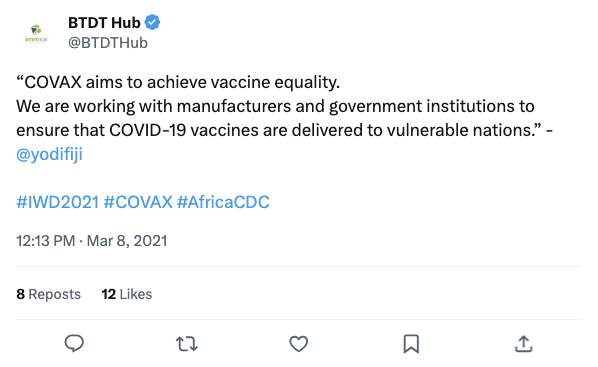 BTDT Hub
@BTDTHub
BTDTHUB
“COVAX aims to achieve vaccine equality.
We are working with manufacturers and government institutions to
ensure that COVID-19 vaccines are delivered to vulnerable nations.” -
@yodifiji
#IWD2021 #COVAX #AfricaCDC
12:13 PM · Mar 8, 2021
8 Reposts 12 Likes